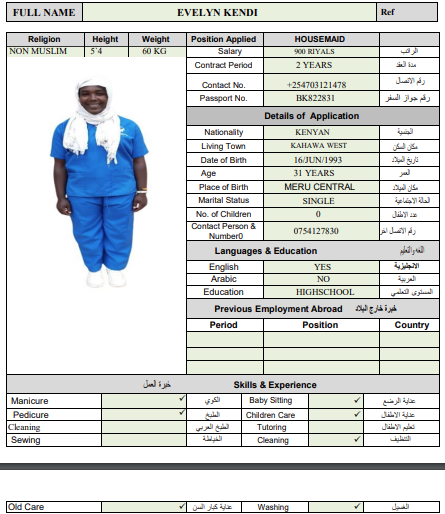 FULL NAME EVELYN KENDI Ref
Religion Height Weight Position Applied HOUSEMAID
NON MUSLIM 5`4 60 KG Salary 900 RIYALS الراتب
Contract Period 2 YEARS مدة العقد
Contact No. +254703121478 رقم الاتصال
Passport No. BK822831 رقم جواز السفر
Details of Application
Nationality KENYAN الجنسية
Living Town KAHAWA WEST مكان السكن
Date of Birth 16/JUN/1993 تاريخ الميلاد
Age 31 YEARS العمر
Place of Birth MERU CENTRAL مكان الميلاد
Marital Status SINGLE الحالة الاجتماعية
No. of Children 0 عدد الاطفال
Contact Person &
Number0 0754127830 رقم الاتصل اخر
Languages & Education اللغه والتعليم
English YES الانجليزية
Arabic NO العربية
Education HIGHSCHOOL المستوى التعلمي
Previous Employment Abroad خبرة خارج البلاد
Period Position Country
خبرة العمل Skills & Experience
Manicure ✓ الكوي Baby Sitting ✓ عناية الرضع
Pedicure ✓ الطبخ Children Care ✓ عناية الاطفال
Cleaning الطبخ العربي Tutoring تعليم الاطفال
Sewing الخياطة Cleaning ✓ التنظيف
Old Care ✓ عناية كبار السن Washing ✓ الغسيل